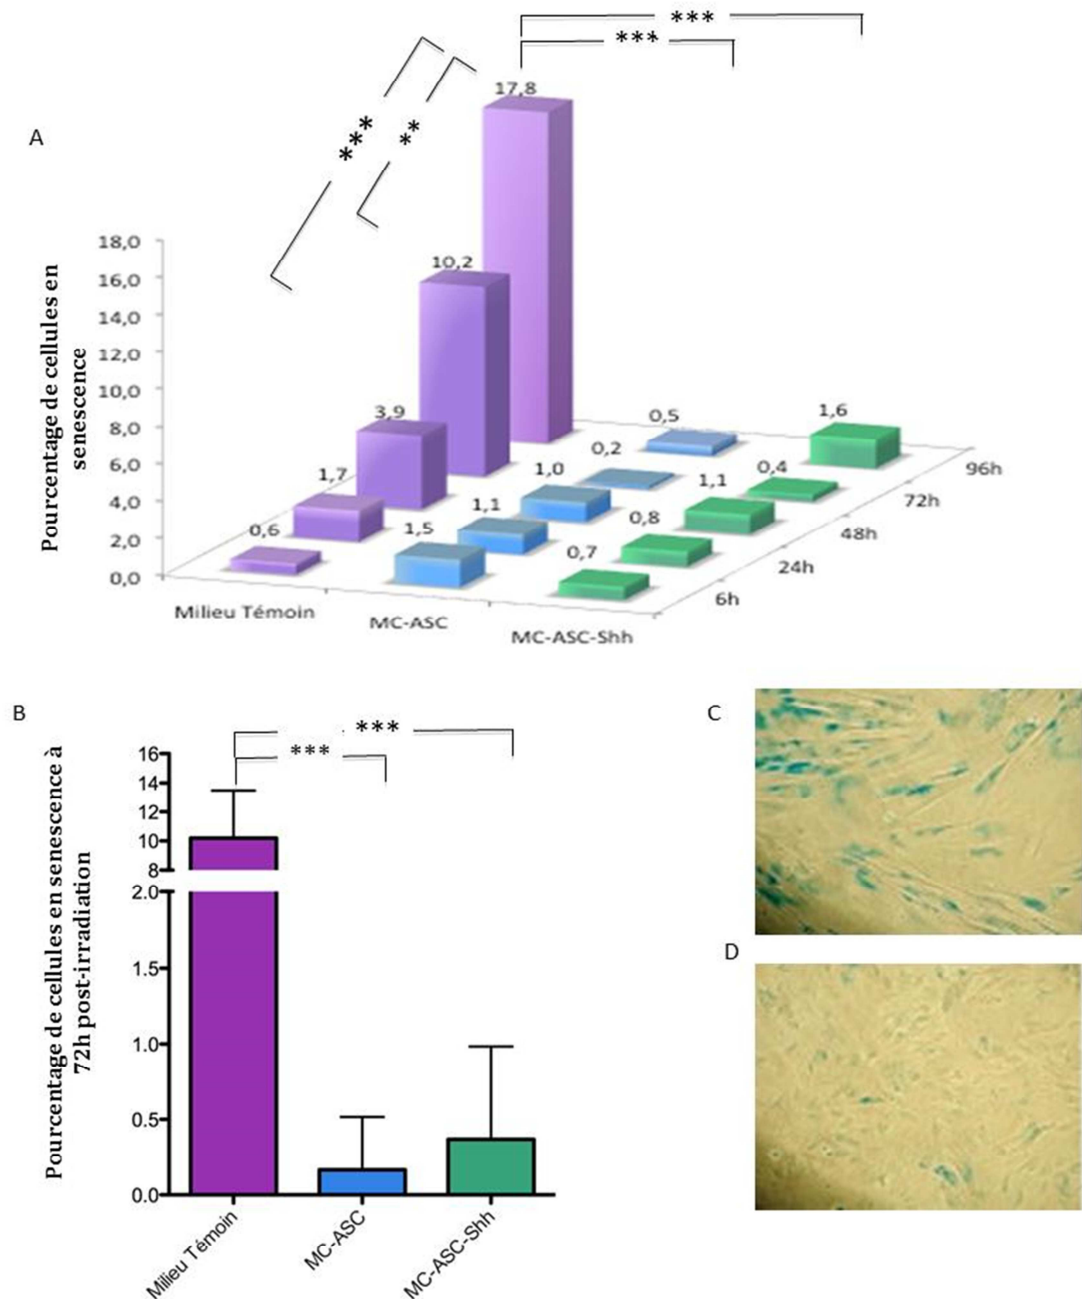 ***
***
***
**
A
17,8
10,2
3,9
1,7
0,6
0,5
0,2
1,0
1,1
1,5
1,6
0,4
1,1
0,8
0,7
Pourcentage de cellules en
senescence
18,0
16,0
14,0
12,0
10,0
8,0
6,0
4,0
2,0
0,0
96h
72h
48h
24h
6h
Milieu Témoin
MC-ASC
MC-ASC-Shh
B
***
***
Pourcentage de cellules en senescence à
72h post-irradiation
16
14
12
10
8
2.0
1.5
1.0
0.5
0.0
Milieu Témoin
MC-ASC
MC-ASC-Shh
C
D